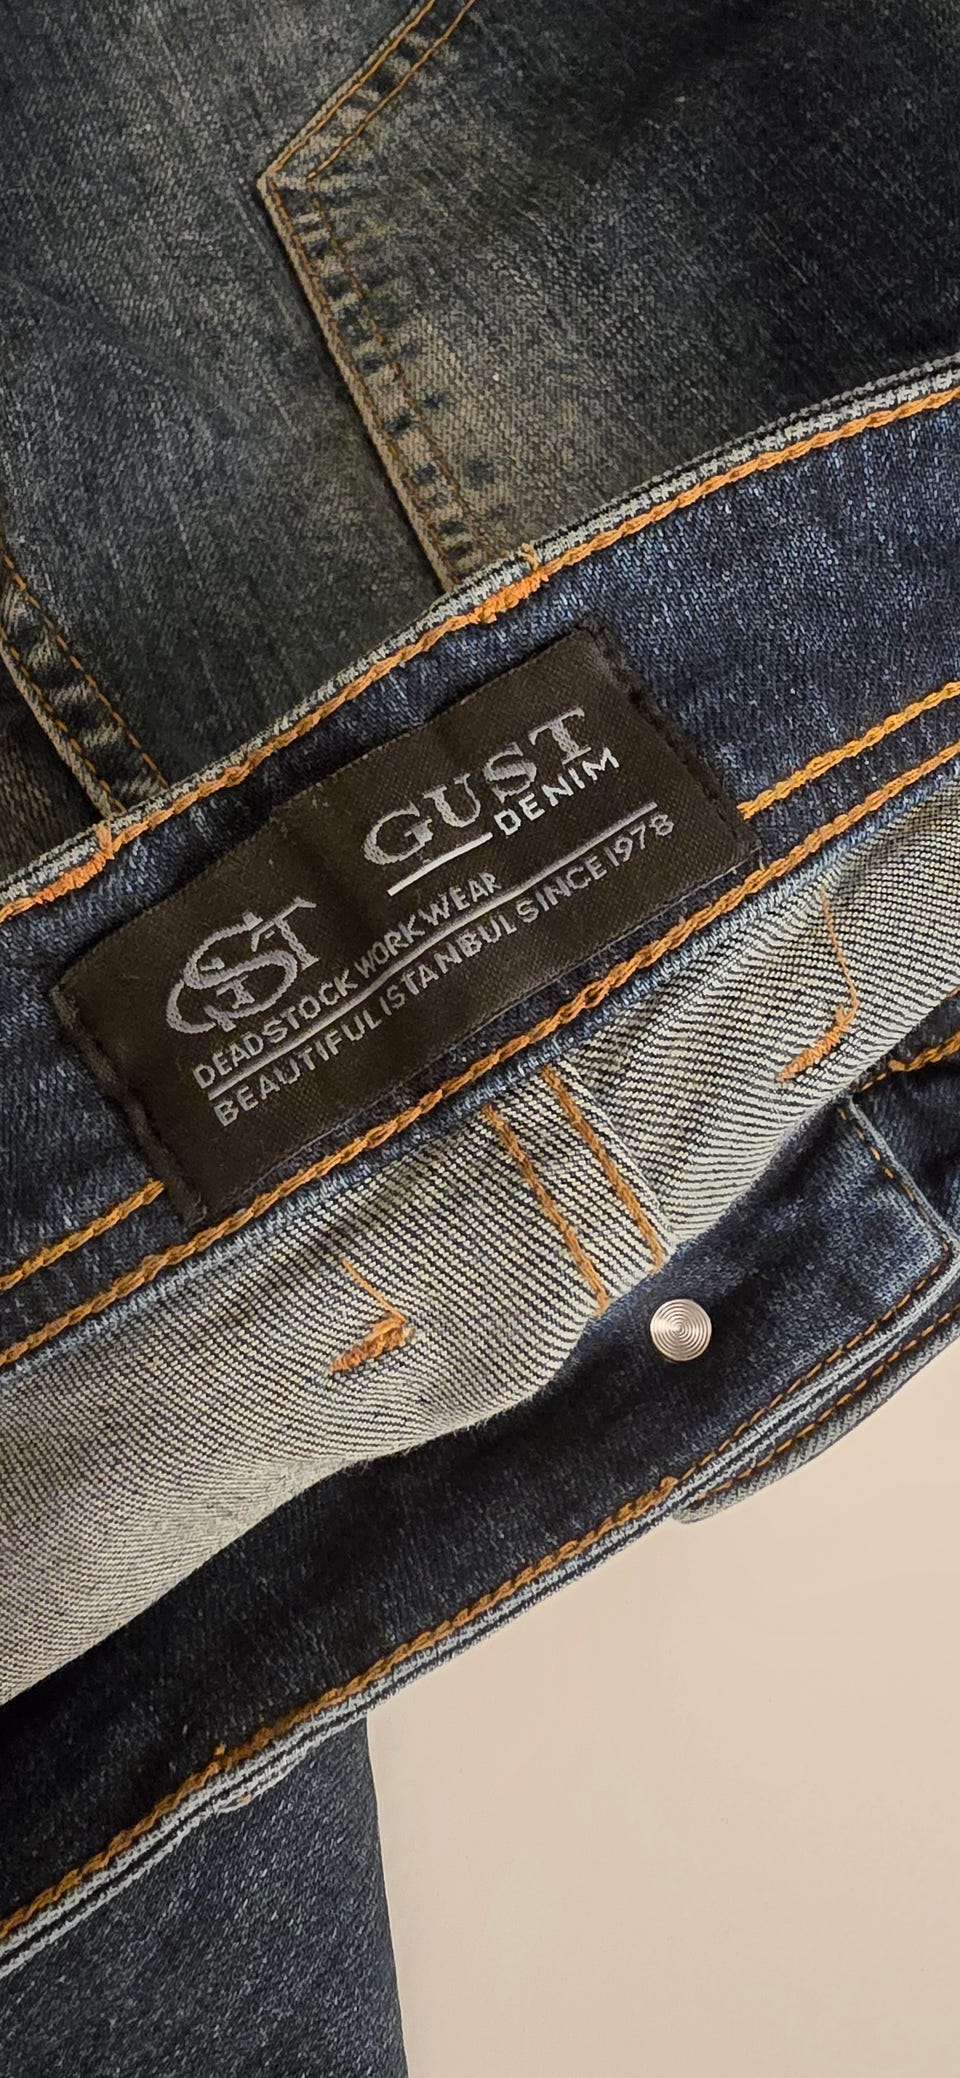 GUST
DENIM
GST
DEADSTOCK WORKWEAR
BEAUTIFUL ISTANBUL SINCE 1978